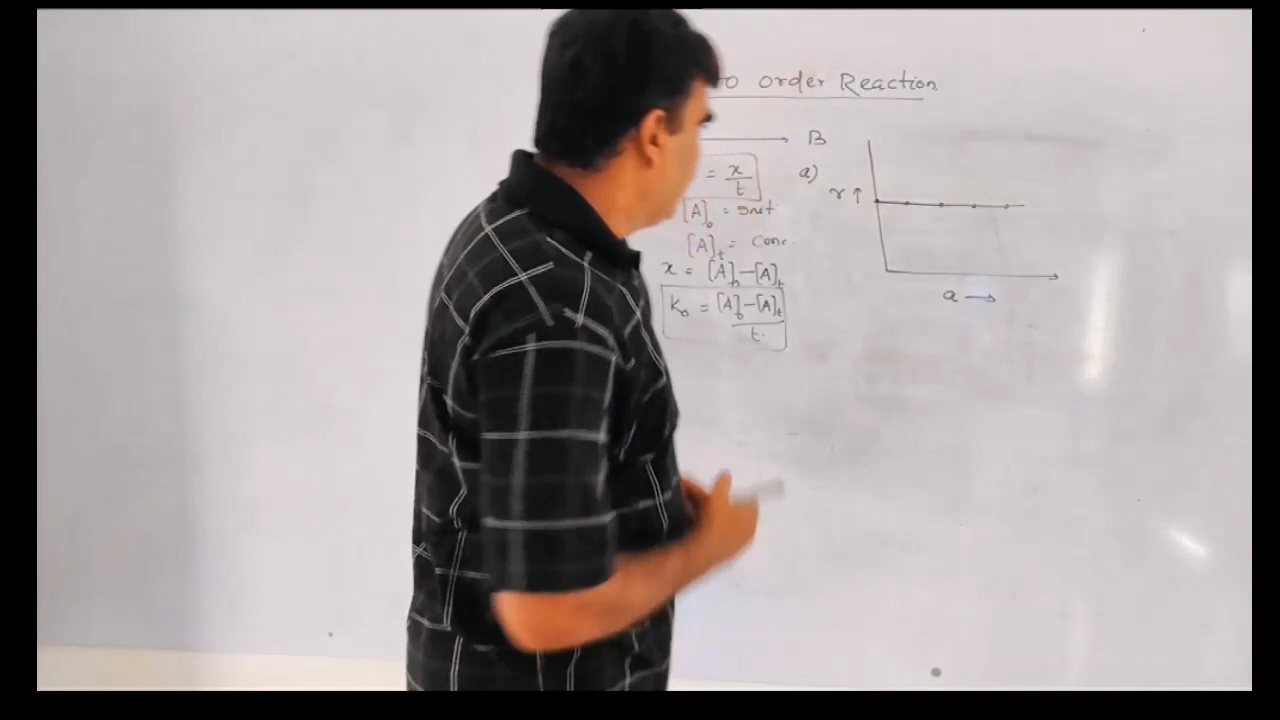 order Reaction
B
= x/t
a)
r ↑
[A]₀ = Init
[A]ₜ = Conc.
x = [A]₀ - [A]ₜ
K₀ = [A]₀ - [A]ₜ / t.
a →